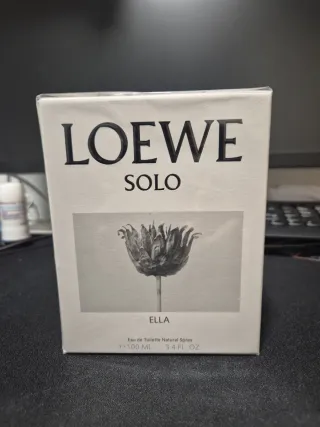 LOEWE
SOLO
ELLA
Eau de Toilette Natural Spray
100 ML 3.4 FL. OZ